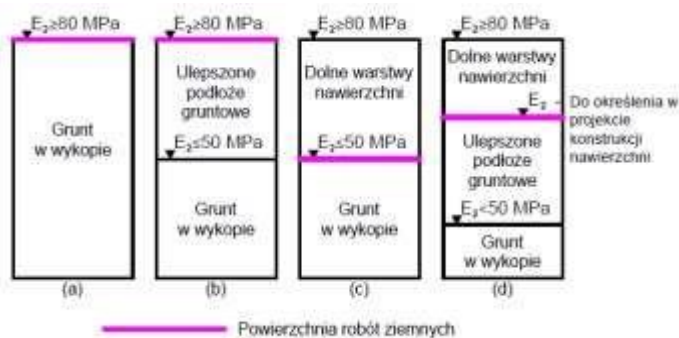 E₂≥80 MPa
Grunt
w wykopie
(a)
E₂≥80 MPa
Ulepszone
podłoże
gruntowe
E₂≤50 MPa
Grunt
w wykopie
(b)
E₂≥80 MPa
Dolne warstwy
nawierzchni
E₂≤50 MPa
Grunt
w wykopie
(c)
E₂≥80 MPa
Dolne warstwy
nawierzchni
E₂
Do określenia w
projekcie
konstrukcji
nawierzchni
Ulepszone
podłoże
gruntowe
E₂<50 MPa
Grunt
w wykopie
(d)
Powierzchnia robót ziemnych